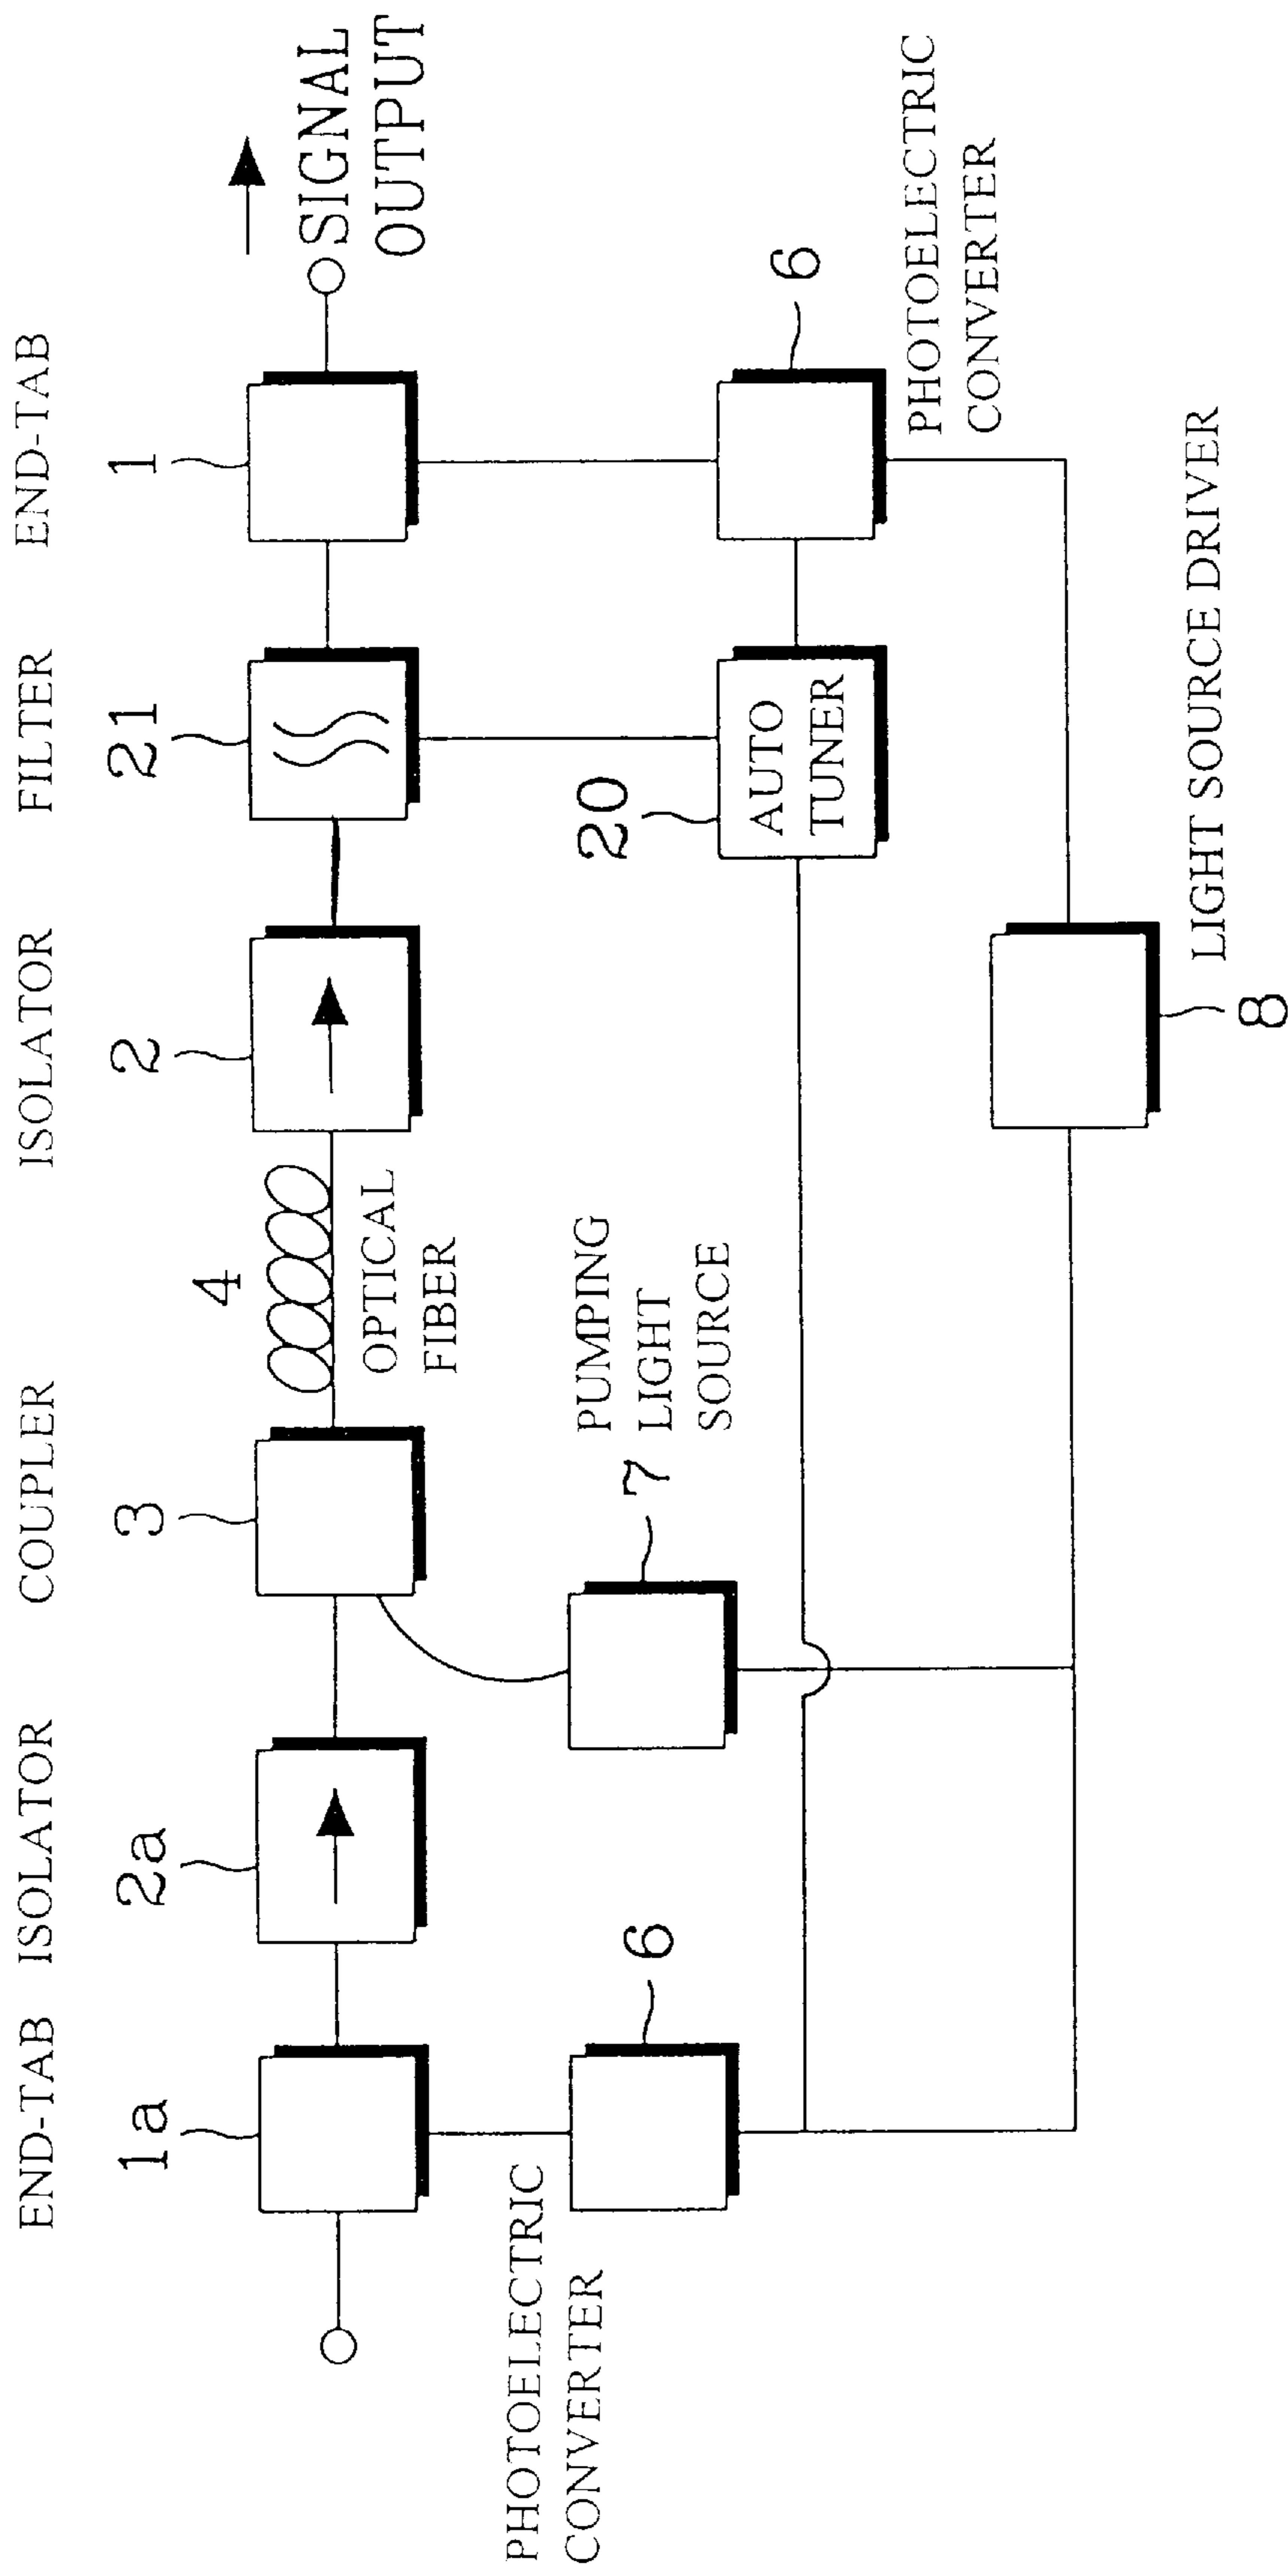 END-TAB
ISOLATOR
COUPLER
ISOLATOR
FILTER
END-TAB
1a
2a
3
4
2
21
1
OPTICAL
FIBER
SIGNAL
OUTPUT
PHOTOELECTRIC
CONVERTER
6
7
PUMPING
LIGHT
SOURCE
20
AUTO
TUNER
6
PHOTOELECTRIC
CONVERTER
8
LIGHT SOURCE DRIVER